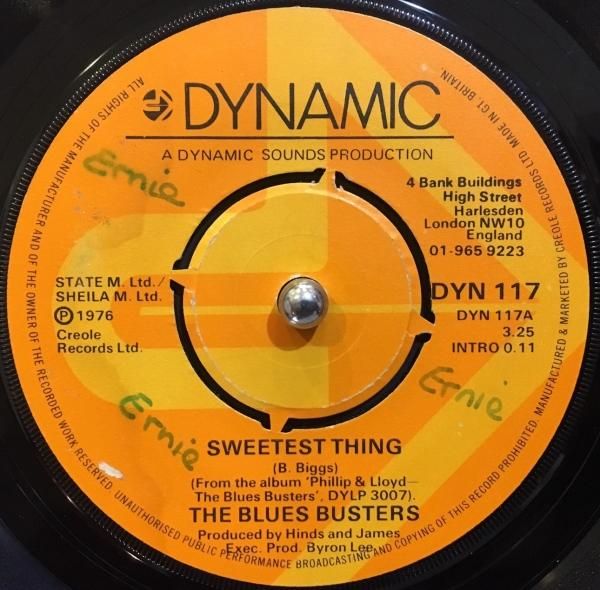 DYNAMIC
A DYNAMIC SOUNDS PRODUCTION
Ernie
4 Bank Buildings
High Street
Harlesden
London NW10
England
01-965 9223
STATE M. Ltd./
SHEILA M. Ltd.
Ⓟ 1976
Creole
Records Ltd.
DYN 117
DYN 117A
3.25
INTRO 0.11
Ernie
Ernie
SWEETEST THING
(B. Biggs)
(From the album 'Phillip & Lloyd—
The Blues Busters', DYLP 3007).
THE BLUES BUSTERS
Produced by Hinds and James
Exec. Prod. Byron Lee
ALL RIGHTS OF THE MANUFACTURER AND OF THE OWNER OF THE RECORDED WORK RESERVED. UNAUTHORISED PUBLIC PERFORMANCE BROADCASTING AND COPYING OF THIS RECORD PROHIBITED. MANUFACTURED & MARKETED BY CREOLE RECORDS LTD MADE IN GT. BRITAIN.